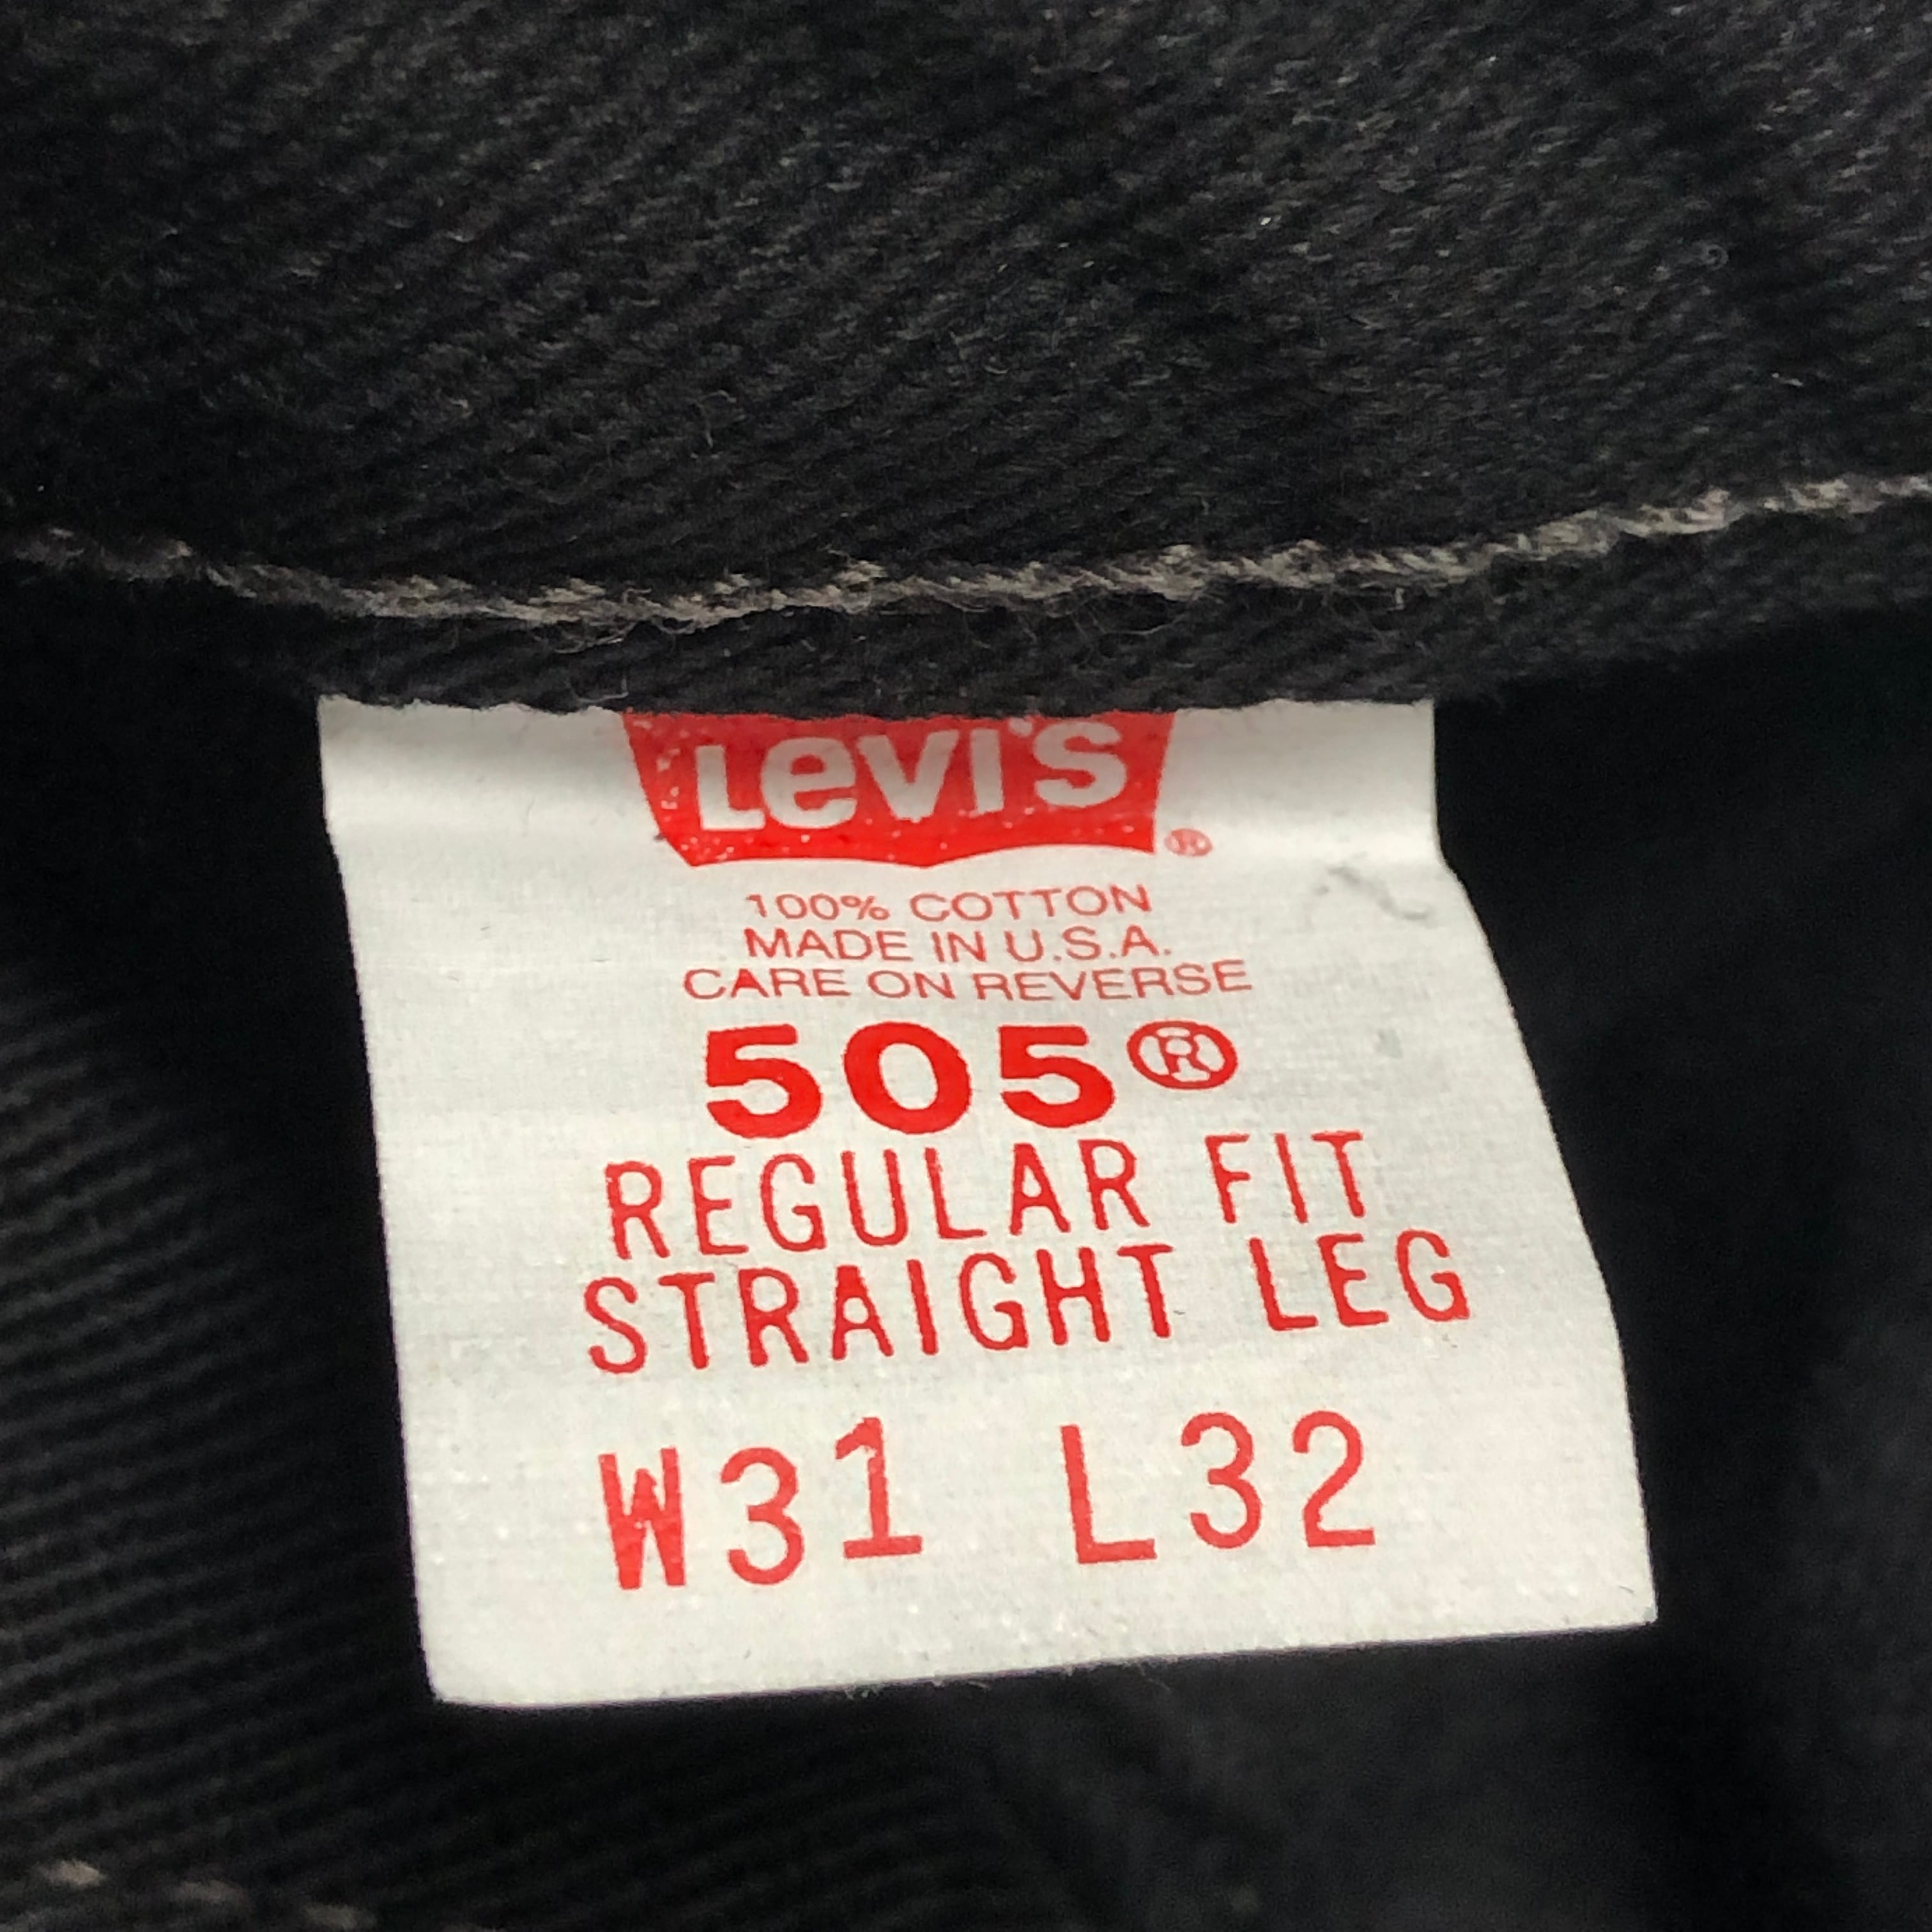 Levi's ®
100% COTTON
MADE IN U.S.A.
CARE ON REVERSE
505®
REGULAR FIT
STRAIGHT LEG
W31 L32